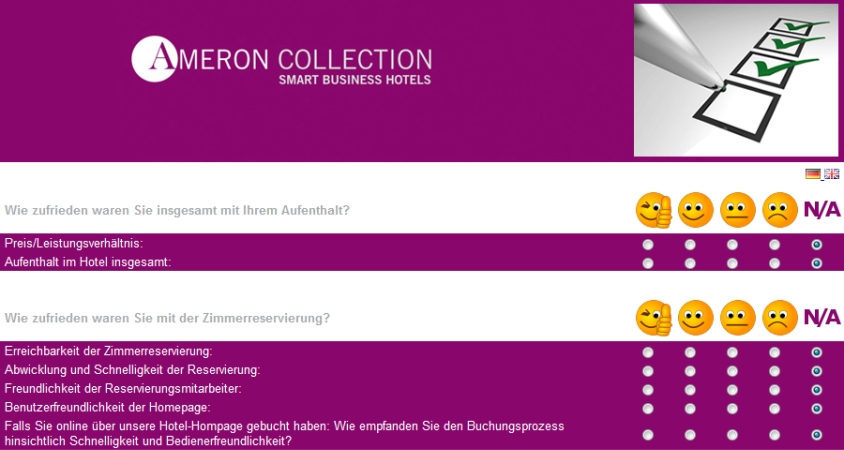 AMERON COLLECTION
SMART BUSINESS HOTELS
Wie zufrieden waren Sie insgesamt mit Ihrem Aufenthalt?
N/A
Preis/Leistungsverhältnis:
Aufenthalt im Hotel insgesamt:
Wie zufrieden waren Sie mit der Zimmerreservierung?
N/A
Erreichbarkeit der Zimmerreservierung:
Abwicklung und Schnelligkeit der Reservierung:
Freundlichkeit der Reservierungsmitarbeiter:
Benutzerfreundlichkeit der Homepage:
Falls Sie online über unsere Hotel-Hompage gebucht haben: Wie empfanden Sie den Buchungsprozess
hinsichtlich Schnelligkeit und Bedienerfreundlichkeit?